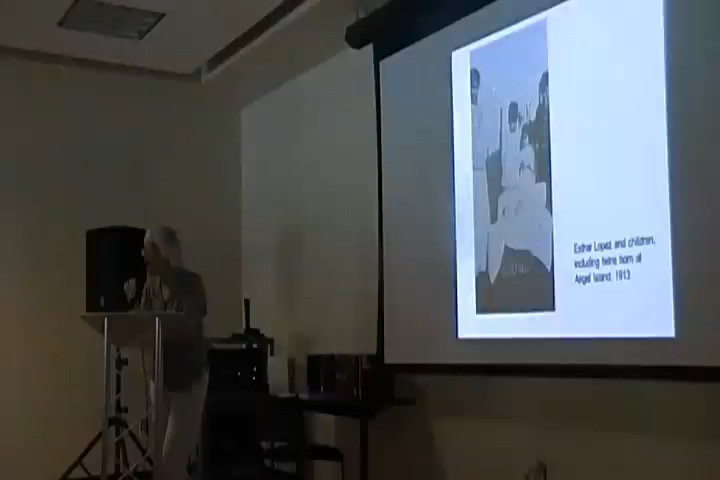 Esther Lopez and children,
including twins born at
Angel Island, 1913